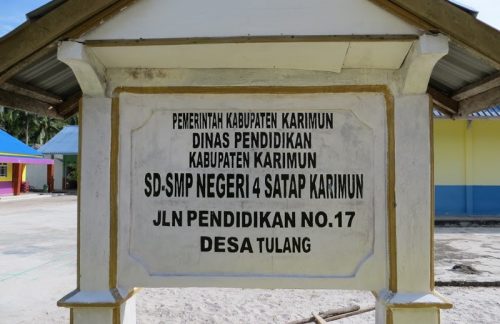 PEMERINTAH KABUPATEN KARIMUN
DINAS PENDIDIKAN
KABUPATEN KARIMUN
SD-SMP NEGERI 4 SATAP KARIMUN
JLN PENDIDIKAN NO.17
DESA TULANG